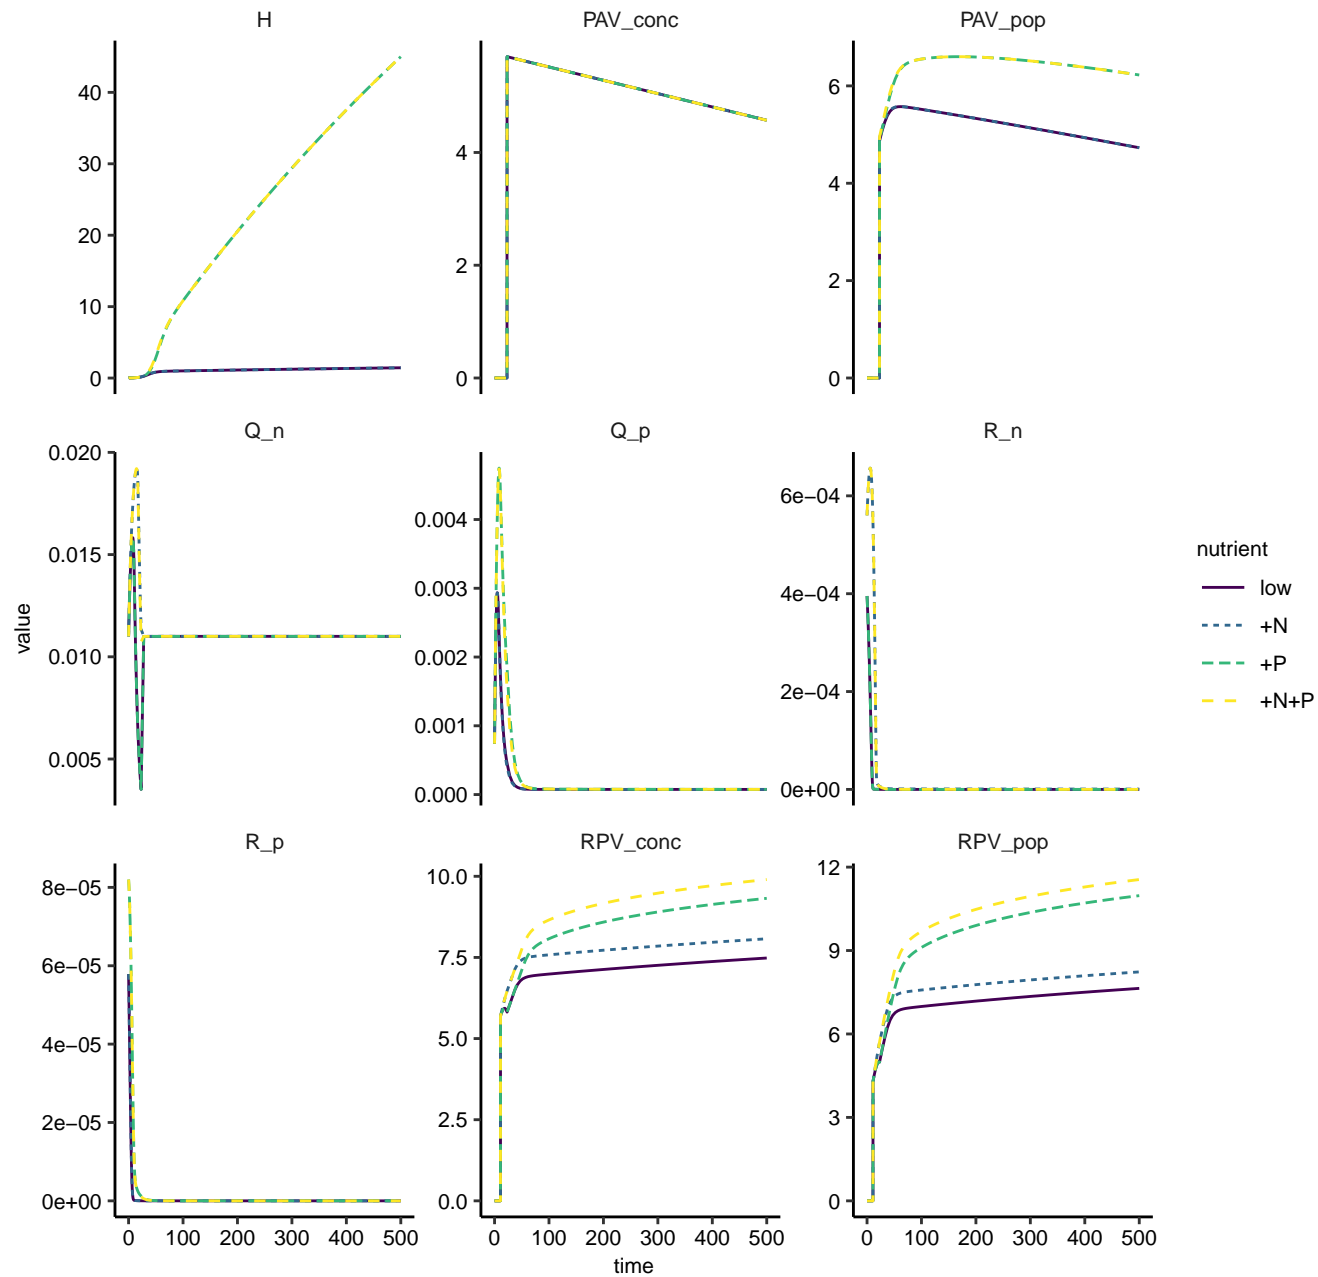 H
PAV_conc
PAV_pop
40
30
20
10
0
4
2
0
6
4
2
0
Q_n
Q_p
R_n
0.020
0.015
0.010
0.005
0.004
0.003
0.002
0.001
0.000
6e−04
4e−04
2e−04
0e+00
R_p
RPV_conc
RPV_pop
8e−05
6e−05
4e−05
2e−05
0e+00
10.0
7.5
5.0
2.5
0.0
12
9
6
3
0
0 100 200 300 400 500
0 100 200 300 400 500
0 100 200 300 400 500
time
value
nutrient
low
+N
+P
+N+P